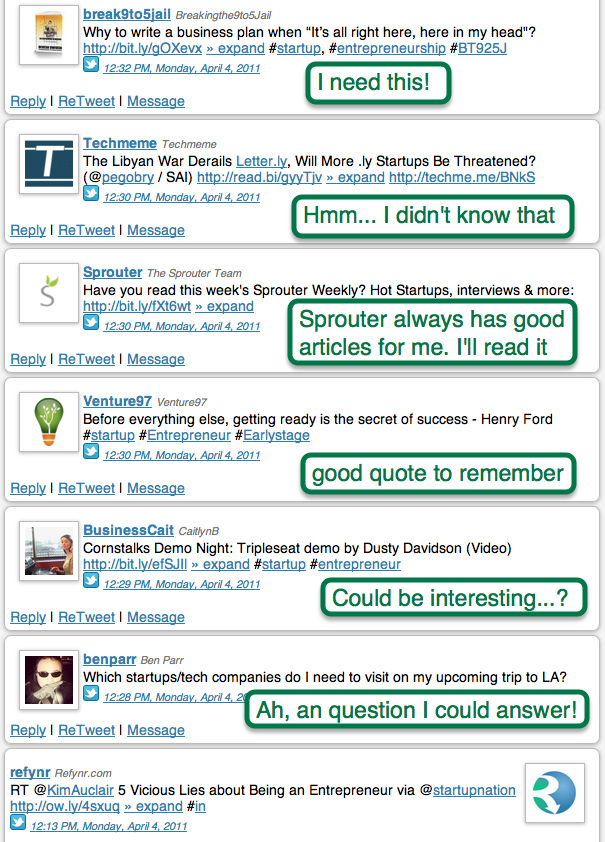 break9to5jail Breakingthe9to5Jail
Why to write a business plan when “It’s all right here, here in my head"?
http://bit.ly/gOXevx » expand #startup, #entrepreneurship #BT925J
12:32 PM, Monday, April 4, 2011
I need this!
Reply | ReTweet | Message
T
Techmeme Techmeme
The Libyan War Derails Letter.ly, Will More .ly Startups Be Threatened?
(@pegobry / SAI) http://read.bi/gyyTjv » expand http://techme.me/BNkS
12:30 PM, Monday, April 4, 2011
Hmm... I didn't know that
Reply | ReTweet | Message
S
Sprouter The Sprouter Team
Have you read this week's Sprouter Weekly? Hot Startups, interviews & more:
http://bit.ly/fXt6wt » expand
12:30 PM, Monday, April 4, 2011
Sprouter always has good
articles for me. I'll read it
Reply | ReTweet | Message
Venture97 Venture97
Before everything else, getting ready is the secret of success - Henry Ford
#startup #Entrepreneur #Earlystage
12:30 PM, Monday, April 4, 2011
good quote to remember
Reply | ReTweet | Message
BusinessCait CaitlynB
Cornstalks Demo Night: Tripleseat demo by Dusty Davidson (Video)
http://bit.ly/efSJIl » expand #startup #entrepreneur
12:29 PM, Monday, April 4, 2011
Could be interesting...?
Reply | ReTweet | Message
benparr Ben Parr
Which startups/tech companies do I need to visit on my upcoming trip to LA?
12:28 PM, Monday, April 4, 2
Ah, an question I could answer!
Reply | ReTweet | Message
refynr Refynr.com
RT @KimAuclair 5 Vicious Lies about Being an Entrepreneur via @startupnation
http://ow.ly/4sxuq » expand #in
12:13 PM, Monday, April 4, 2011